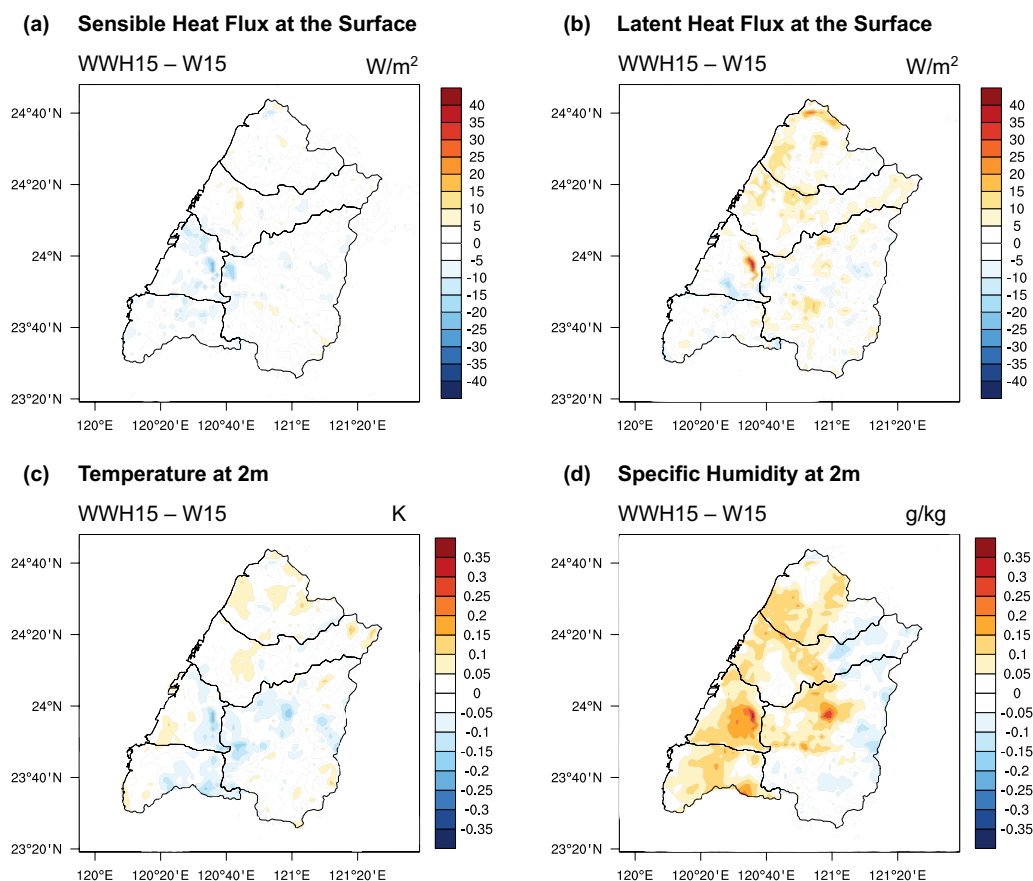 (a) Sensible Heat Flux at the Surface
WWH15 – W15 W/m²
24°40'N
24°20'N
24°N
23°40'N
23°20'N
120°E 120°20'E 120°40'E 121°E 121°20'E
40
35
30
25
20
15
10
5
0
-5
-10
-15
-20
-25
-30
-35
-40
(b) Latent Heat Flux at the Surface
WWH15 – W15 W/m²
24°40'N
24°20'N
24°N
23°40'N
23°20'N
120°E 120°20'E 120°40'E 121°E 121°20'E
40
35
30
25
20
15
10
5
0
-5
-10
-15
-20
-25
-30
-35
-40
(c) Temperature at 2m
WWH15 – W15 K
24°40'N
24°20'N
24°N
23°40'N
23°20'N
120°E 120°20'E 120°40'E 121°E 121°20'E
0.35
0.3
0.2
0.15
0.1
0.05
0
-0.05
-0.1
-0.15
-0.2
-0.25
-0.3
-0.35
(d) Specific Humidity at 2m
WWH15 – W15 g/kg
24°40'N
24°20'N
24°N
23°40'N
23°20'N
120°E 120°20'E 120°40'E 121°E 121°20'E
0.35
0.3
0.2
0.15
0.1
0.05
0
-0.05
-0.1
-0.15
-0.2
-0.25
-0.3
-0.35